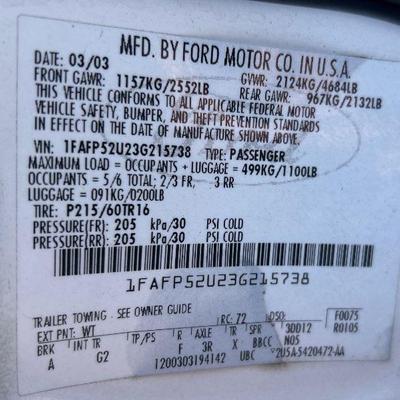 MFD. BY FORD MOTOR CO. IN U.S.A.
DATE: 03/03 GVWR: 2124KG/4684LB
FRONT GAWR: 1157KG/2552LB REAR GAWR: 967KG/2132LB
THIS VEHICLE CONFORMS TO ALL APPLICABLE FEDERAL MOTOR
VEHICLE SAFETY, BUMPER, AND THEFT PREVENTION STANDARDS
IN EFFECT ON THE DATE OF MANUFACTURE SHOWN ABOVE.
VIN: 1FAFP52U23G215738 TYPE: PASSENGER
MAXIMUM LOAD = OCCUPANTS + LUGGAGE = 499KG/1100LB
OCCUPANTS = 5/6 TOTAL; 2/3 FR, 3 RR
LUGGAGE = 091KG/0200LB
TIRE: P215/60TR16
PRESSURE(FR): 205 kPa/30 PSI COLD
PRESSURE(RR): 205 kPa/30 PSI COLD
1FAFP52U23G215738
TRAILER TOWING - SEE OWNER GUIDE
EXT PNT: WT RC: 72 DSO: F0075
BRK INT TR TP/PS R AXLE TR SPR 3DD12 R0105
A G2 F 3R X BBCC N05
1200303194142 UBC 2U5A-5420472-AA